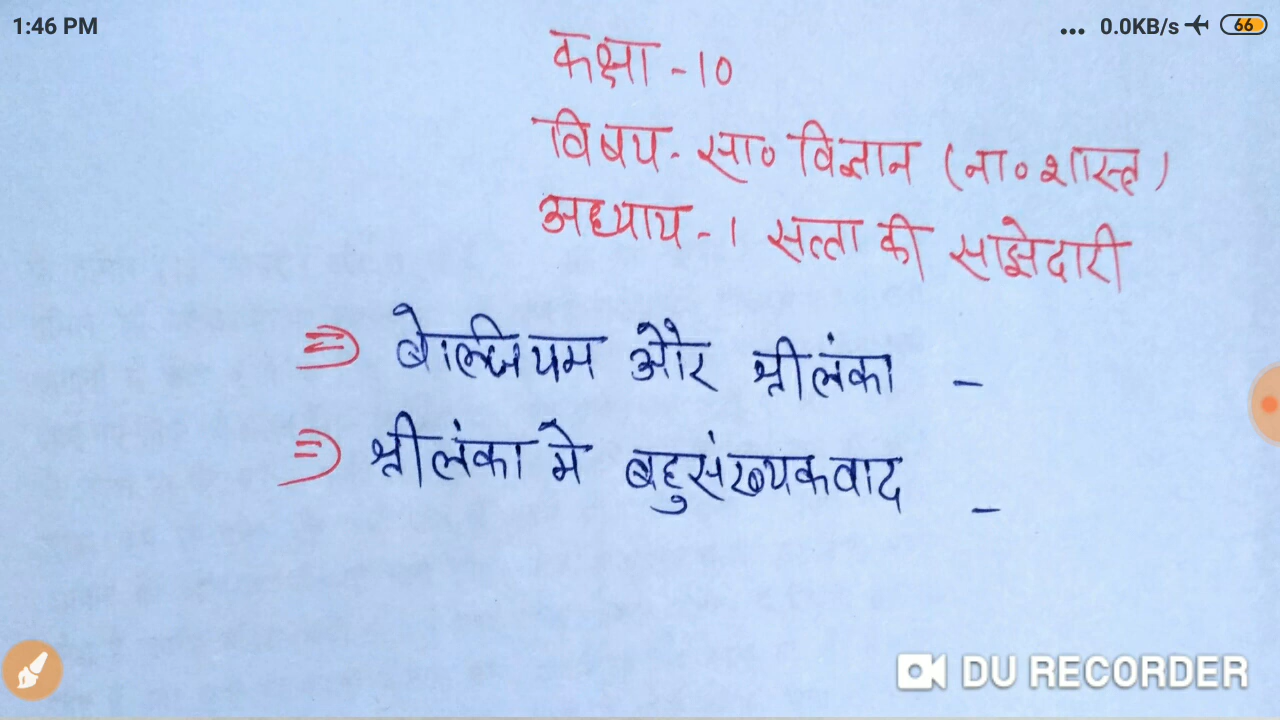 1:46 PM ... 0.0KB/s 66
कक्षा - 10
विषय - सा० विज्ञान (ना० शास्त्र)
अध्याय - 1 सत्ता की साझेदारी
⇒ बेल्जियम और श्रीलंका -
⇒ श्रीलंका मे बहुसंख्यकवाद -
DU RECORDER